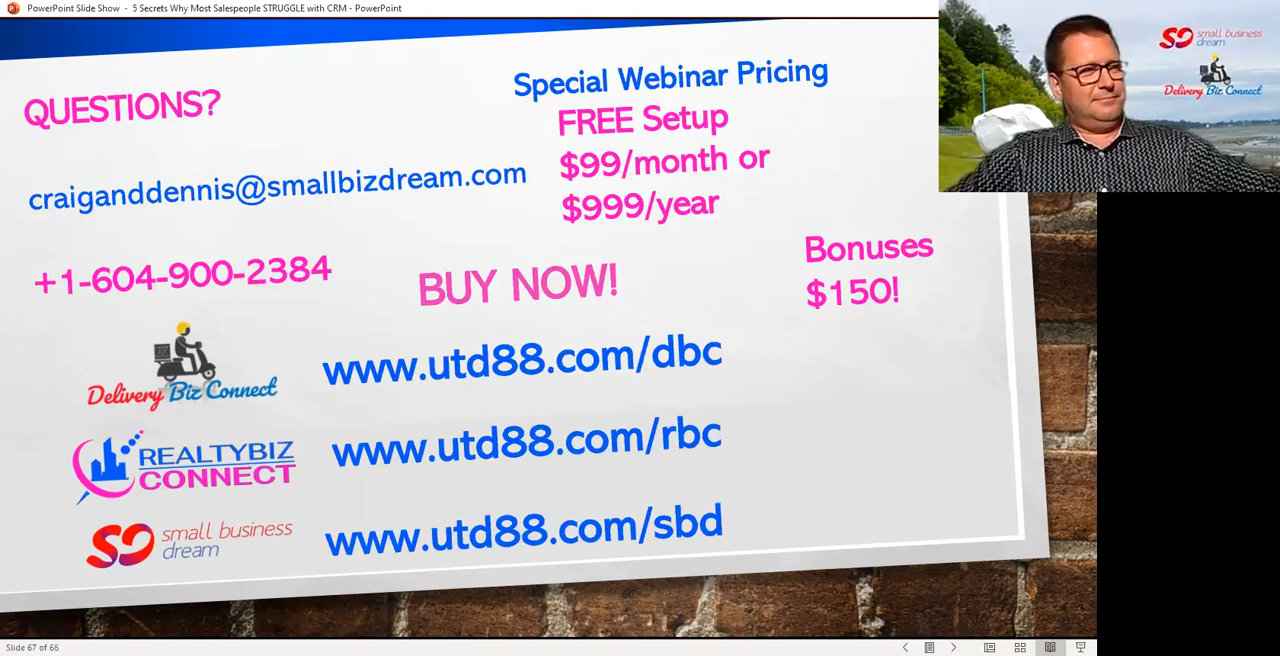 PowerPoint Slide Show - 5 Secrets Why Most Salespeople STRUGGLE with CRM - PowerPoint
small business
dream
Delivery Biz Connect
QUESTIONS?
craiganddennis@smallbizdream.com
+1-604-900-2384
Special Webinar Pricing
FREE Setup
$99/month or
$999/year
Bonuses
$150!
BUY NOW!
Delivery Biz Connect
www.utd88.com/dbc
REALTYBIZ
CONNECT
www.utd88.com/rbc
small business
dream
www.utd88.com/sbd
Slide 67 of 68